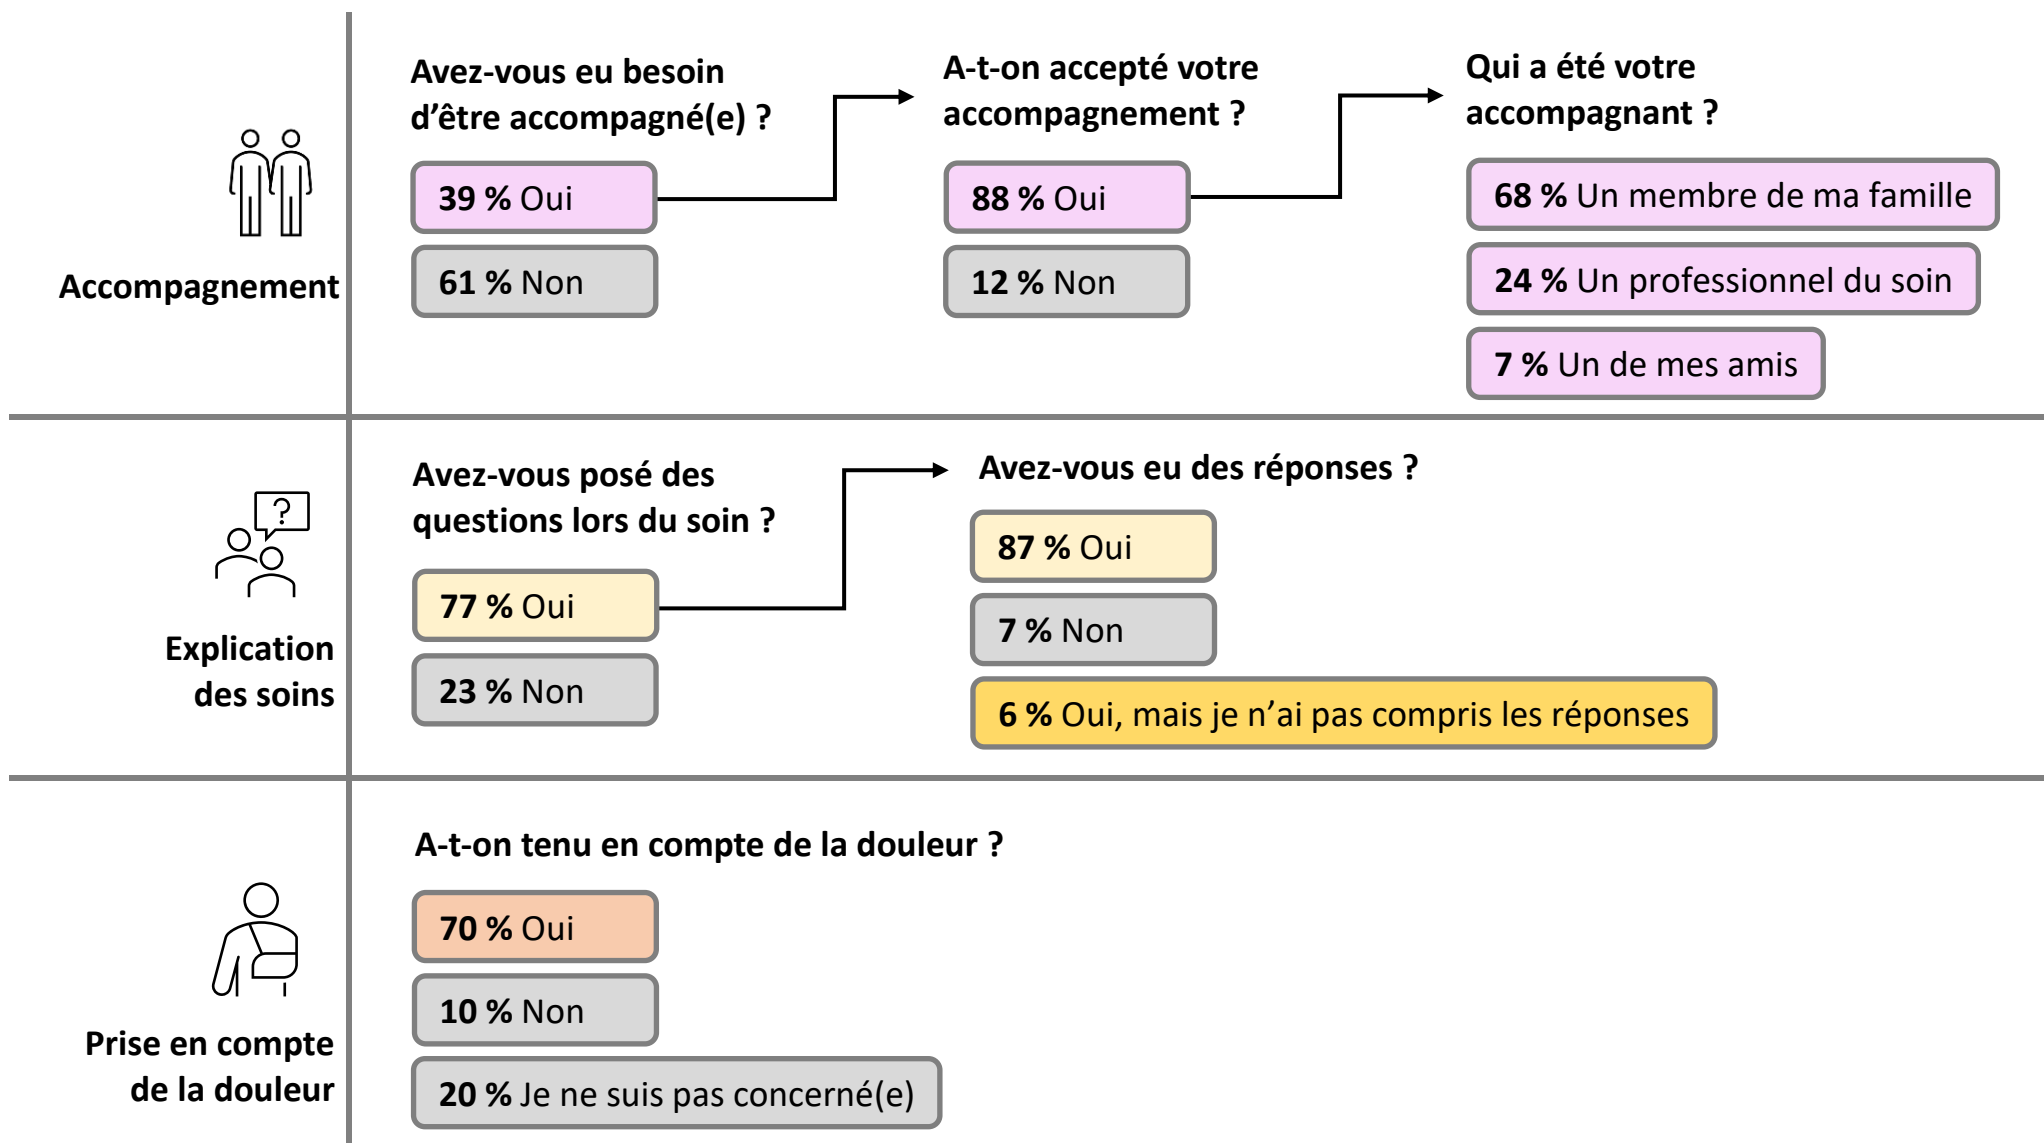 Accompagnement
Avez-vous eu besoin
d’être accompagné(e) ?
39 % Oui
61 % Non
A-t-on accepté votre
accompagnement ?
88 % Oui
12 % Non
Qui a été votre
accompagnant ?
68 % Un membre de ma famille
24 % Un professionnel du soin
7 % Un de mes amis
?
Explication
des soins
Avez-vous posé des
questions lors du soin ?
77 % Oui
23 % Non
Avez-vous eu des réponses ?
87 % Oui
7 % Non
6 % Oui, mais je n’ai pas compris les réponses
Prise en compte
de la douleur
A-t-on tenu en compte de la douleur ?
70 % Oui
10 % Non
20 % Je ne suis pas concerné(e)